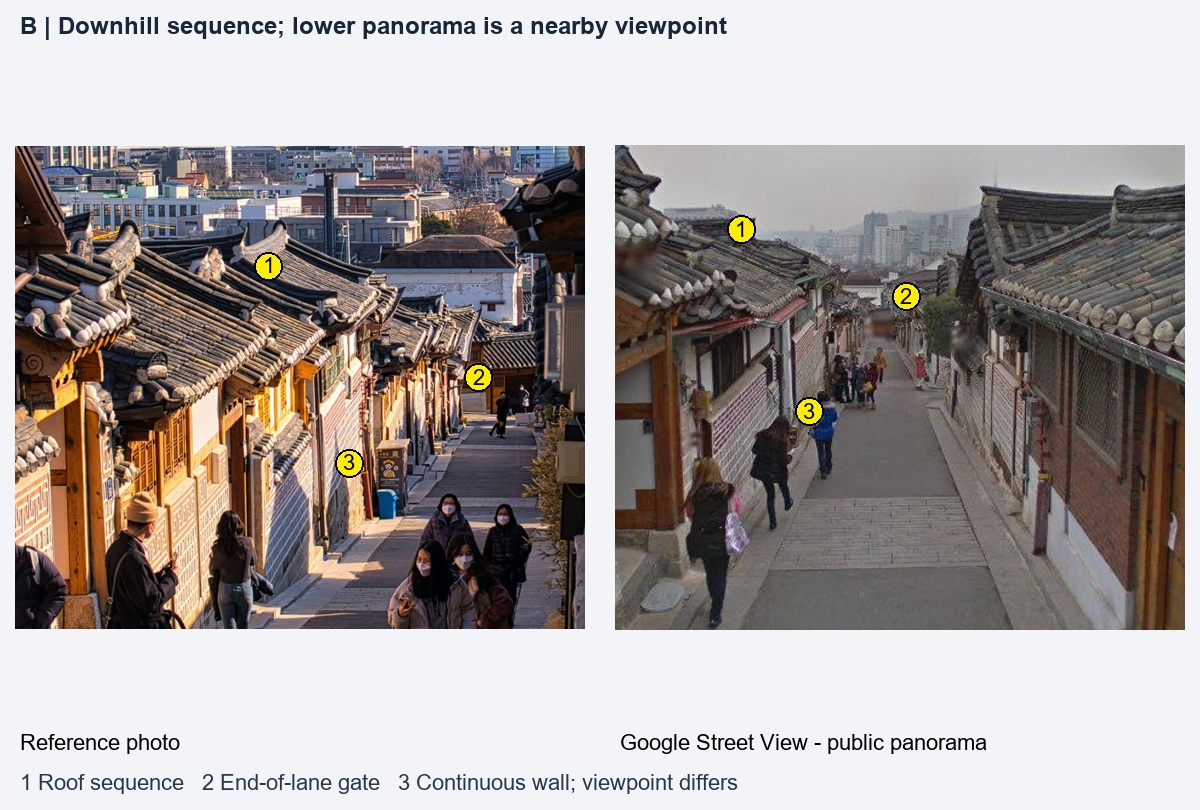 B | Downhill sequence; lower panorama is a nearby viewpoint
1
2
3
1
2
3
Reference photo
Google Street View - public panorama
1 Roof sequence 2 End-of-lane gate 3 Continuous wall; viewpoint differs